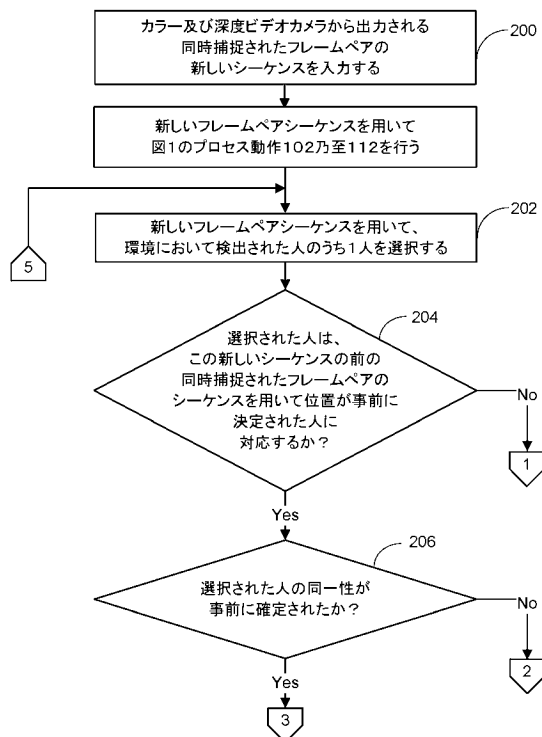 カラー及び深度ビデオカメラから出力される
同時捕捉されたフレームペアの
新しいシーケンスを入力する
200
新しいフレームペアシーケンスを用いて
図1のプロセス動作102乃至112を行う
新しいフレームペアシーケンスを用いて、
環境において検出された人のうち1人を選択する
202
5
204
選択された人は、
この新しいシーケンスの前の
同時捕捉されたフレームペアの
シーケンスを用いて位置が事前に
決定された人に
対応するか?
No
1
Yes
206
選択された人の同一性が
事前に確定されたか?
No
2
Yes
3